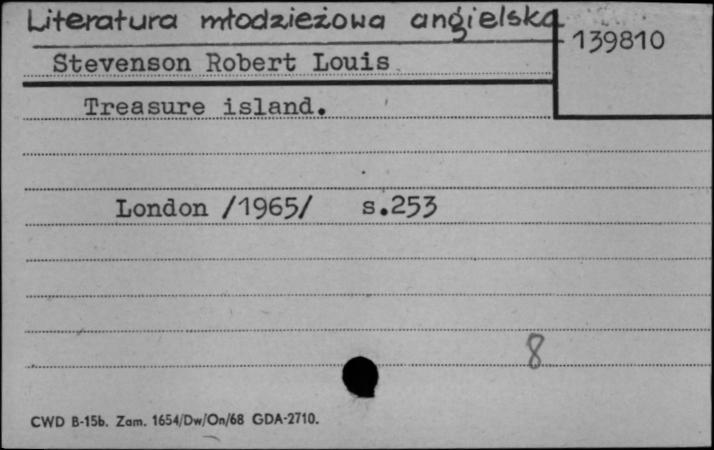 Literatura młodzieżowa angielska
139810
Stevenson Robert Louis
Treasure island.
London /1965/ s.253
8
CWD B-15b. Zam. 1654/Dw/On/68 GDA-2710.